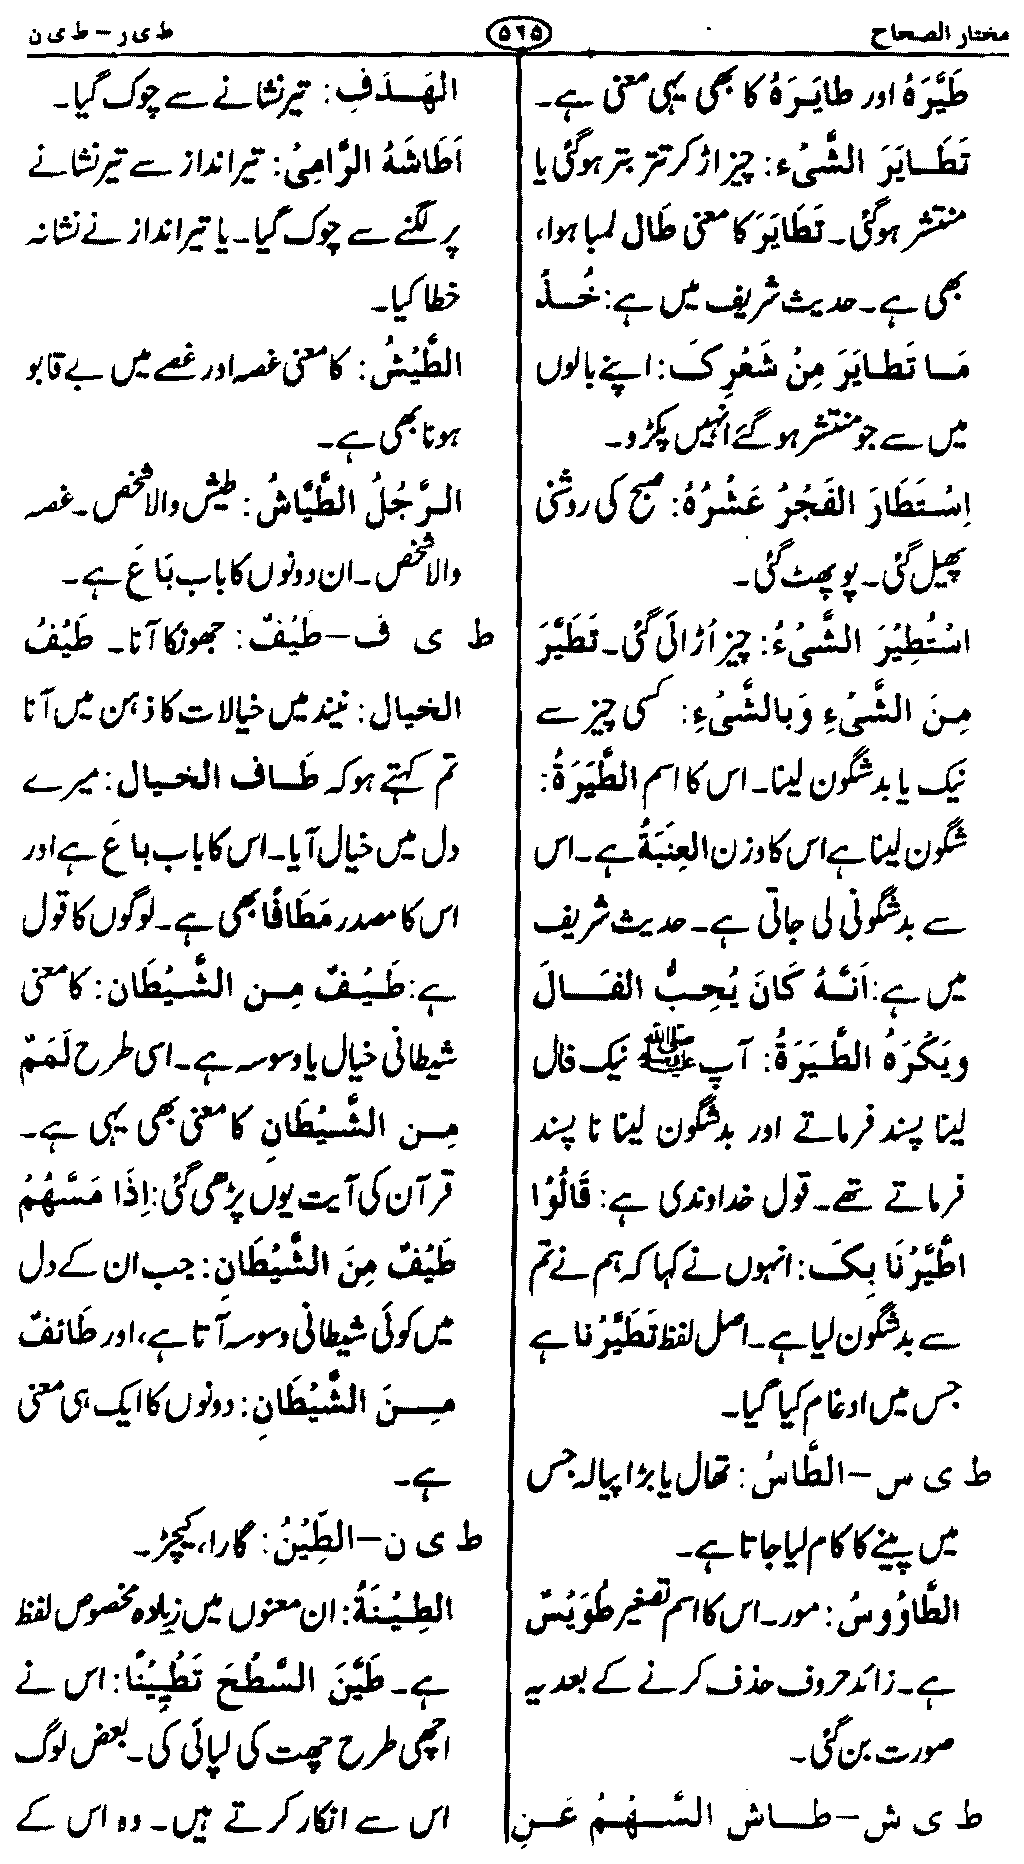 مختار الصحاح
۵۶۵
ط ی ر – ط ی ن
طَیَّرَہُ اور طایَرَہُ کا بھی یہی معنی ہے۔
تَطَایَرَ الشَّیْء: چیز اڑ کر تتر بتر ہوگئی یا
منتشر ہوگئی۔ تَطَایَرَ کا معنی طال لمبا ہوا،
بھی ہے۔ حدیث شریف میں ہے: خُذْ
مَا تَطایَرَ مِنْ شَعْرِکَ: اپنے بالوں
میں سے جو منتشر ہو گئے انہیں پکڑو۔
اِسْتَطَارَ الفَجْرُ عَشْرُہُ: صبح کی روشنی
پھیل گئی۔ پو پھٹ گئی۔
اسْتُطِیْرَ الشَّیْءُ: چیز اُڑائی گئی۔ تَطَیَّرَ
مِنَ الشَّیْءِ وَبالشَّیْءِ: کسی چیز سے
نیک یا بد شگون لینا۔ اس کا اسم الطِّیَرَۃُ:
شگون لینا ہے اس کا وزن العِنَبَۃُ ہے۔ اس
سے بدشگونی لی جاتی ہے۔ حدیث شریف
میں ہے: اَنَّہُ کَانَ یُحِبُّ الفَالَ
ویَکْرَہُ الطِّیَرَۃُ: آپ ﷺ نیک فال
لینا پسند فرماتے اور بدشگون لینا نا پسند
فرماتے تھے۔ قول خداوندی ہے: قَالُوْا
اطَّیَّرْنَا بِکَ: انہوں نے کہا کہ ہم نے تم
سے بدشگون لیا ہے۔ اصل لفظ تَطَیَّرْنا ہے
جس میں ادغام کیا گیا۔
ط ی س – الطَّاسُ: تھال یا بڑا پیالہ جس
میں پینے کا کام لیا جاتا ہے۔
الطَّاؤُوسُ: مور۔ اس کا اسم تصغیر طُوَیْسٌ
ہے۔ زائد حروف حذف کرنے کے بعد یہ
صورت بن گئی۔
ط ی ش – طاش السَّہْمُ عَنِ
الہَدَفِ: تیر نشانے سے چوک گیا۔
اَطَاشَہُ الرَّامِیُ: تیر انداز سے تیر نشانے
پر لگنے سے چوک گیا۔ یا تیر انداز نے نشانہ
خطا کیا۔
الطَّیْشُ: کا معنی غصہ اور غصے میں بے قابو
ہونا بھی ہے۔
الرَّجُلُ الطَّیَّاشُ: طیش والا شخص۔ غصہ
والا شخص۔ ان دونوں کا باب بَاعَ ہے۔
ط ی ف – طَیْفٌ: جھونکا آنا۔ طَیْفُ
الخیال: نیند میں خیالات کا ذہن میں آنا
تم کہتے ہو کہ طَاف الخیال: میرے
دل میں خیال آیا۔ اس کا باب باعَ ہے اور
اس کا مصدر مَطَافًا بھی ہے۔ لوگوں کا قول
ہے: طَیْفٌ مِن الشَّیْطَان: کا معنی
شیطانی خیال یا وسوسہ ہے۔ اسی طرح لَمَمٌ
مِن الشَّیْطَانِ کا معنی بھی یہی ہے۔
قرآن کی آیت یوں پڑھی گئی: اِذَا مَسَّہُمْ
طَیْفٌ مِنَ الشَّیْطَانِ: جب ان کے دل
میں کوئی شیطانی وسوسہ آتا ہے، اور طَائفٌ
مِنَ الشَّیْطَانِ: دونوں کا ایک ہی معنی
ہے۔
ط ی ن – الطِّیْنُ: گارا، کیچڑ۔
الطِیْنَۃُ: ان معنوں میں زیادہ مخصوص لفظ
ہے۔ طَیَّنَ السَّطْحَ تَطْیِیْنًا: اس نے
اچھی طرح چھت کی لپائی کی۔ بعض لوگ
اس سے انکار کرتے ہیں۔ وہ اس کے